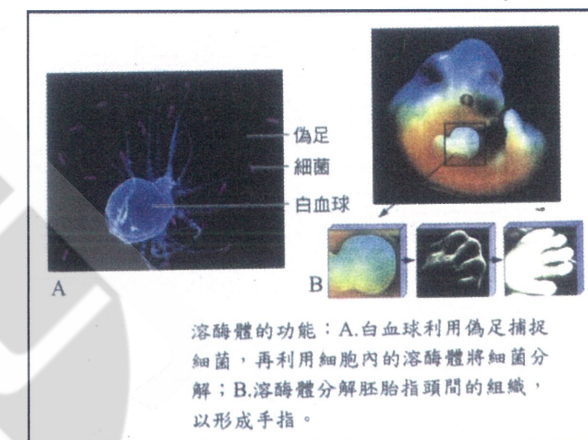 偽足
細菌
白血球
A
B
溶酶體的功能：A.白血球利用偽足捕捉
細菌，再利用細胞內的溶酶體將細菌分
解；B.溶酶體分解胚胎指頭間的組織，
以形成手指。